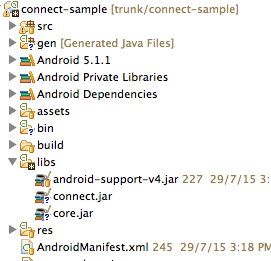 connect-sample [trunk/connect-sample]
src
gen [Generated Java Files]
Android 5.1.1
Android Private Libraries
Android Dependencies
assets
bin
build
libs
android-support-v4.jar 227 29/7/15 3:
connect.jar
core.jar
res
AndroidManifest.xml 245 29/7/15 3:18 PM